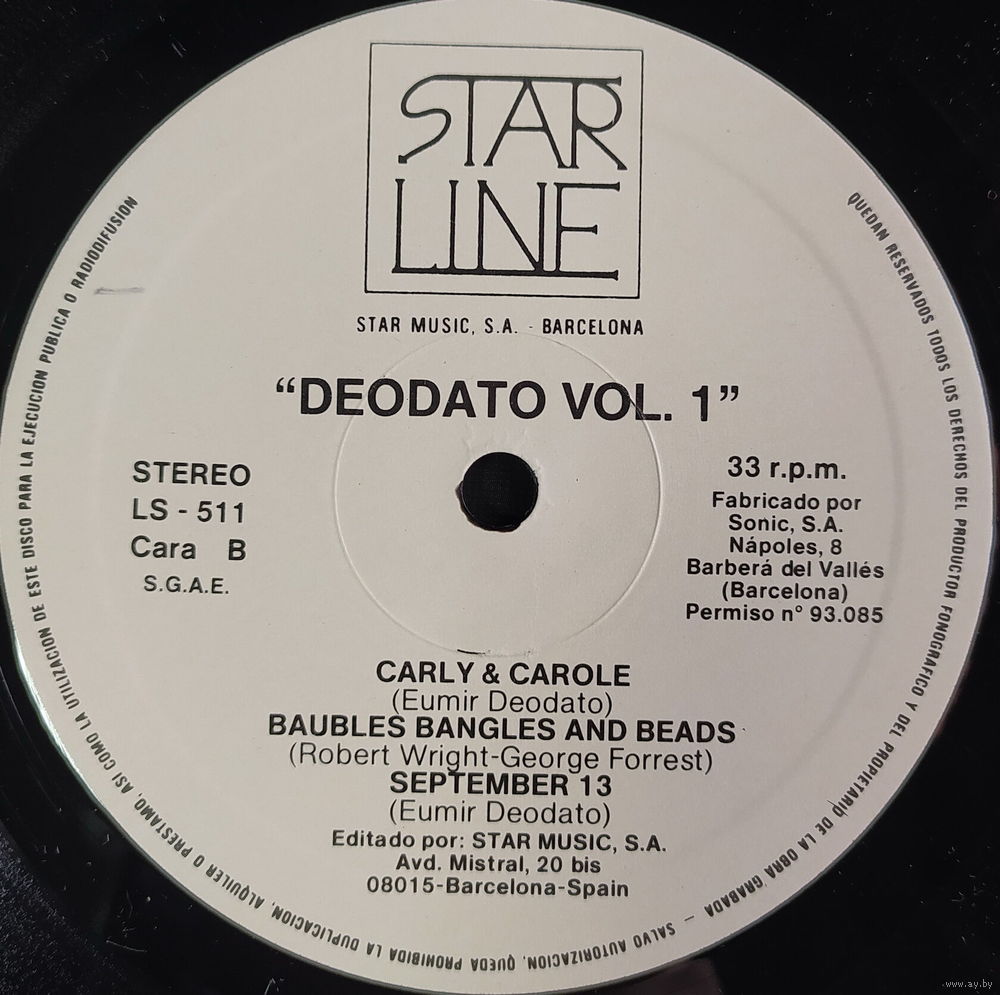 STAR
LINE
STAR MUSIC, S.A. - BARCELONA
“DEODATO VOL. 1”
STEREO
LS - 511
Cara B
S.G.A.E.
33 r.p.m.
Fabricado por
Sonic, S.A.
Nápoles, 8
Barberá del Vallés
(Barcelona)
Permiso n° 93.085
CARLY & CAROLE
(Eumir Deodato)
BAUBLES BANGLES AND BEADS
(Robert Wright-George Forrest)
SEPTEMBER 13
(Eumir Deodato)
Editado por: STAR MUSIC, S.A.
Avd. Mistral, 20 bis
08015-Barcelona-Spain
QUEDAN RESERVADOS TODOS LOS DERECHOS DEL PRODUCTOR FONOGRAFICO Y DEL PROPIETARIO DE LA OBRA GRABADA, — SALVO AUTORIZACION, QUEDA PROHIBIDA LA DUPLICACION, ALQUILER O PRESTAMO, ASI COMO LA UTILIZACION DE ESTE DISCO PARA LA EJECUCION PUBLICA O RADIODIFUSION
www.ay.by